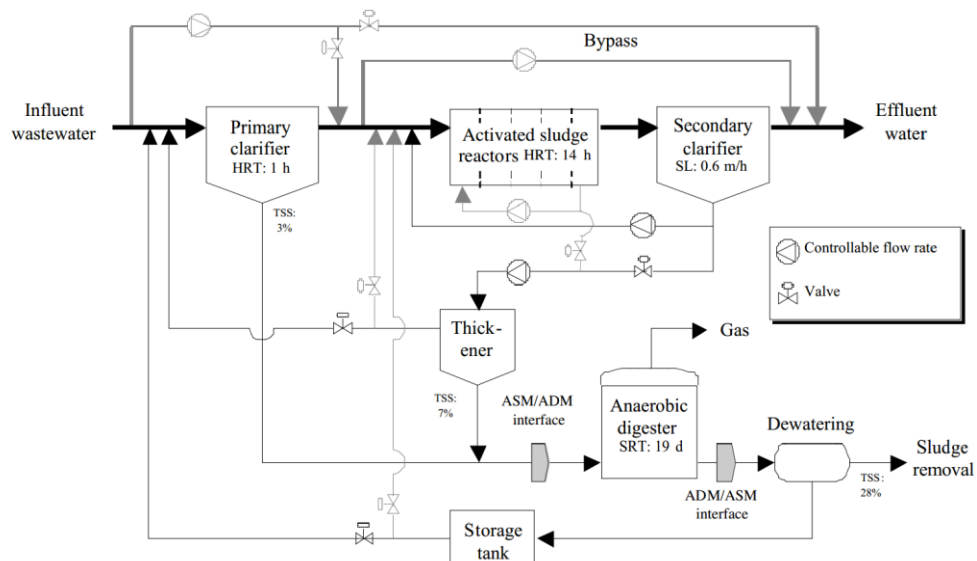 Bypass
Influent
wastewater
Primary
clarifier
HRT: 1 h
Activated sludge
reactors HRT: 14 h
Secondary
clarifier
SL: 0.6 m/h
Effluent
water
TSS:
3%
Controllable flow rate
Valve
Thick-
ener
Gas
TSS:
7%
ASM/ADM
interface
Anaerobic
digester
SRT: 19 d
Dewatering
Sludge
removal
TSS:
28%
ADM/ASM
interface
Storage
tank